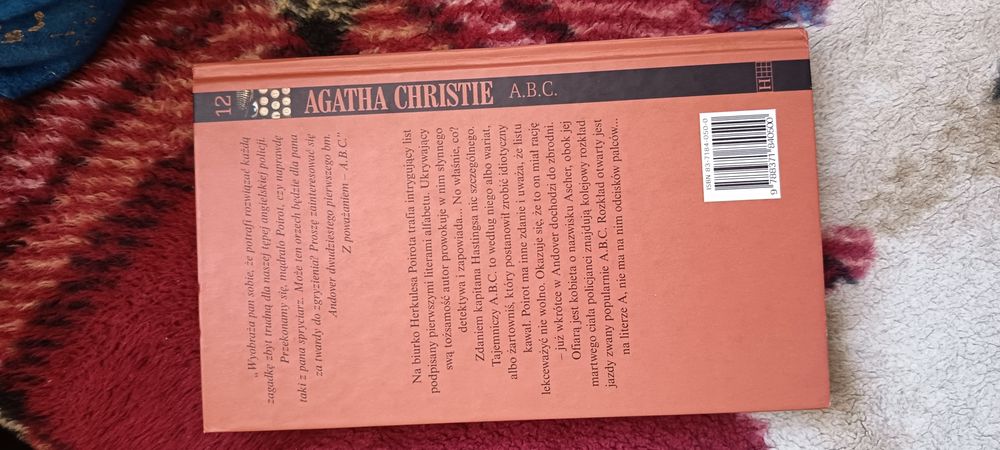 12
AGATHA CHRISTIE A.B.C.
H
„Wyobraża pan sobie, że potrafi rozwiązać każdą
zagadkę zbyt trudną dla naszej tępej angielskiej policji.
Przekonamy się, mądralo Poirot, czy naprawdę
taki z pana spryciarz. Może ten orzech będzie dla pana
za twardy do zgryzienia? Proszę zainteresować się
Andover dwudziestego pierwszego bm.
Z poważaniem – A.B.C.”
Na biurko Herkulesa Poirota trafia intrygujący list
podpisany pierwszymi literami alfabetu. Ukrywający
swą tożsamość autor prowokuje w nim słynnego
detektywa i zapowiada... No właśnie, co?
Zdaniem kapitana Hastingsa nic szczególnego.
Tajemniczy A.B.C. to według niego albo wariat,
albo żartowniś, który postanowił zrobić idiotyczny
kawał. Poirot ma inne zdanie i uważa, że listu
lekceważyć nie wolno. Okazuje się, że to on miał rację
– już wkrótce w Andover dochodzi do zbrodni.
Ofiarą jest kobieta o nazwisku Ascher, obok jej
martwego ciała policjanci znajdują kolejowy rozkład
jazdy zwany popularnie A.B.C. Rozkład otwarty jest
na literze A, nie ma na nim odcisków palców...
ISBN 83-7184-050-0
9 788371 840500